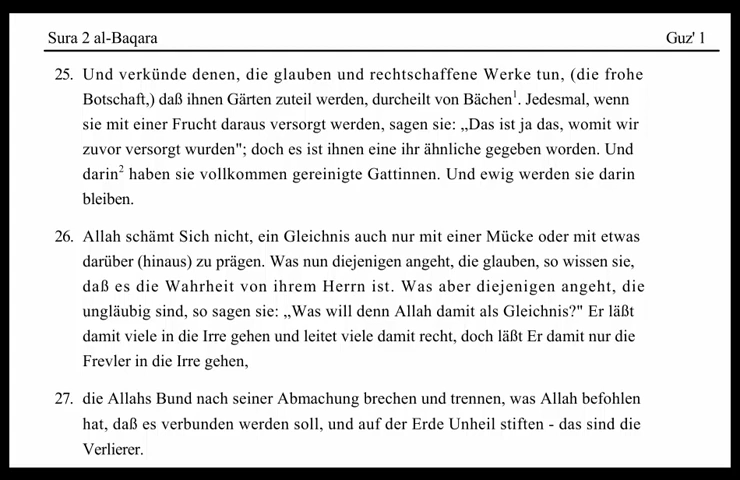 Sura 2 al-Baqara Guz' 1
25. Und verkünde denen, die glauben und rechtschaffene Werke tun, (die frohe
Botschaft,) daß ihnen Gärten zuteil werden, durcheilt von Bächen¹. Jedesmal, wenn
sie mit einer Frucht daraus versorgt werden, sagen sie: „Das ist ja das, womit wir
zuvor versorgt wurden"; doch es ist ihnen eine ihr ähnliche gegeben worden. Und
darin² haben sie vollkommen gereinigte Gattinnen. Und ewig werden sie darin
bleiben.
26. Allah schämt Sich nicht, ein Gleichnis auch nur mit einer Mücke oder mit etwas
darüber (hinaus) zu prägen. Was nun diejenigen angeht, die glauben, so wissen sie,
daß es die Wahrheit von ihrem Herrn ist. Was aber diejenigen angeht, die
ungläubig sind, so sagen sie: „Was will denn Allah damit als Gleichnis?" Er läßt
damit viele in die Irre gehen und leitet viele damit recht, doch läßt Er damit nur die
Frevler in die Irre gehen,
27. die Allahs Bund nach seiner Abmachung brechen und trennen, was Allah befohlen
hat, daß es verbunden werden soll, und auf der Erde Unheil stiften - das sind die
Verlierer.